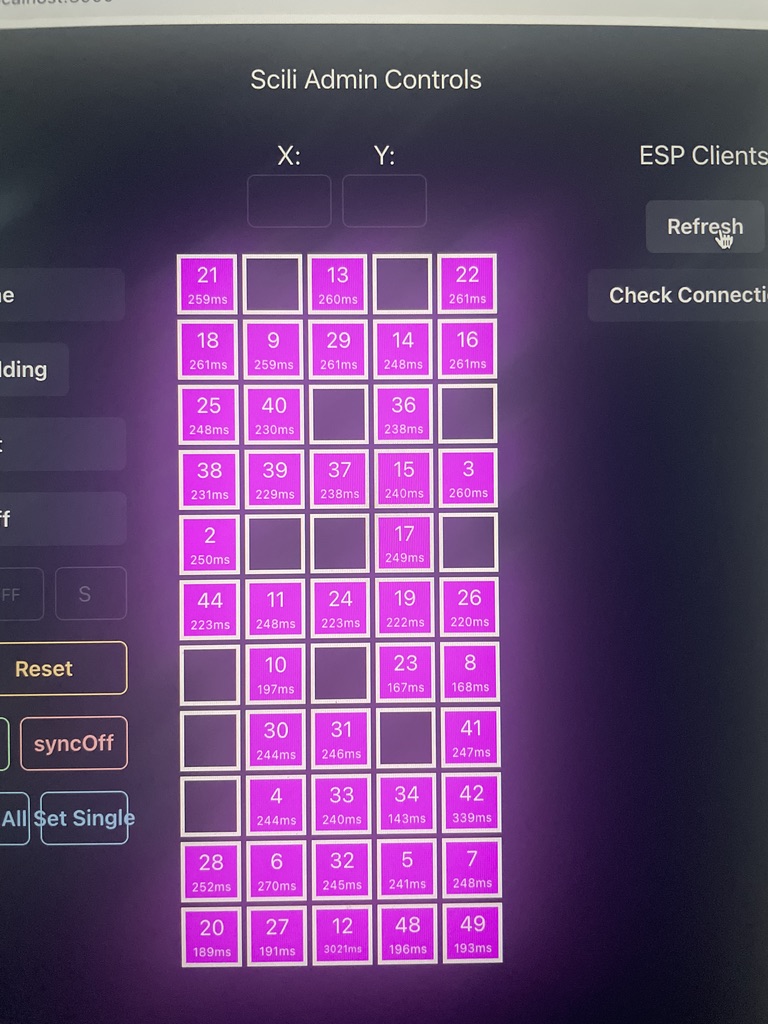 Scili Admin Controls
X: Y:
ESP Clients
Refresh
Check Connecti
21 13 22
259ms 260ms 261ms
18 9 29 14 16
261ms 259ms 261ms 248ms 261ms
lding
25 40 36
248ms 230ms 238ms
38 39 37 15 3
231ms 229ms 238ms 240ms 260ms
2 17
250ms 249ms
FF S
44 11 24 19 26
223ms 248ms 223ms 222ms 220ms
Reset
10 23 8
197ms 167ms 168ms
syncOff
30 31 41
244ms 246ms 247ms
All Set Single
4 33 34 42
244ms 240ms 143ms 339ms
28 6 32 5 7
252ms 270ms 245ms 241ms 248ms
20 27 12 48 49
189ms 191ms 3021ms 196ms 193ms